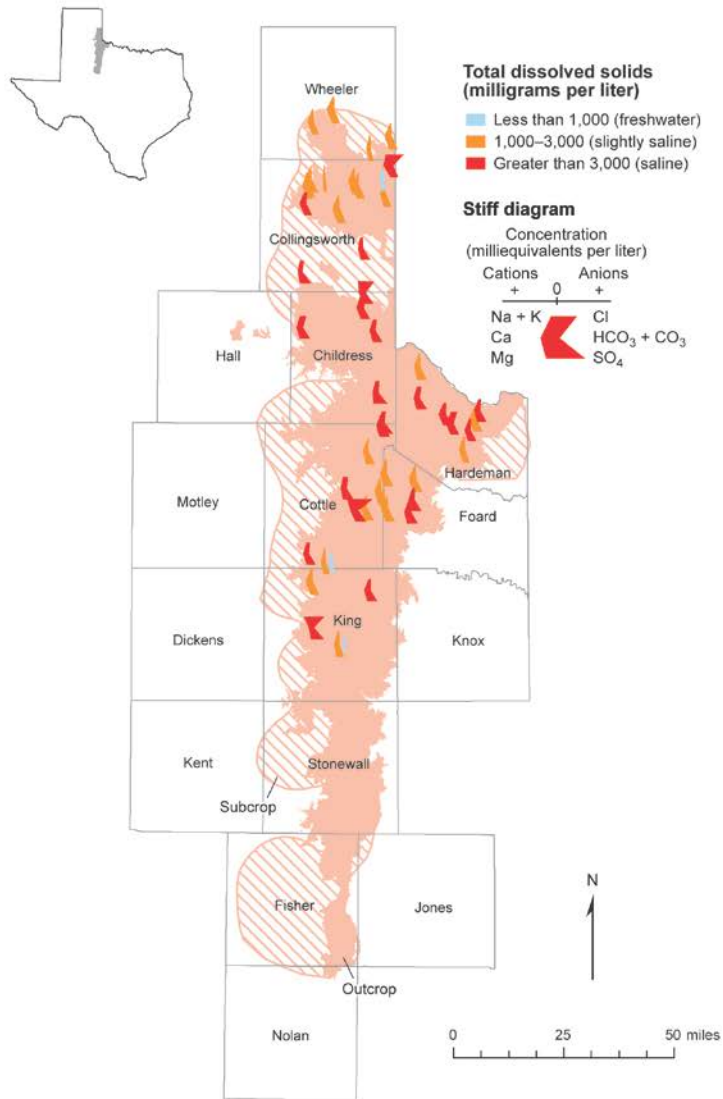 Total dissolved solids
(milligrams per liter)
Less than 1,000 (freshwater)
1,000–3,000 (slightly saline)
Greater than 3,000 (saline)
Stiff diagram
Concentration
(milliequivalents per liter)
Cations Anions
+ 0 +
Na + K Cl
Ca HCO₃ + CO₃
Mg SO₄
Wheeler
Collingsworth
Hall
Childress
Hardeman
Motley
Cottle
Foard
Dickens
King
Knox
Kent
Stonewall
Subcrop
Fisher
Jones
Outcrop
Nolan
N
0 25 50 miles